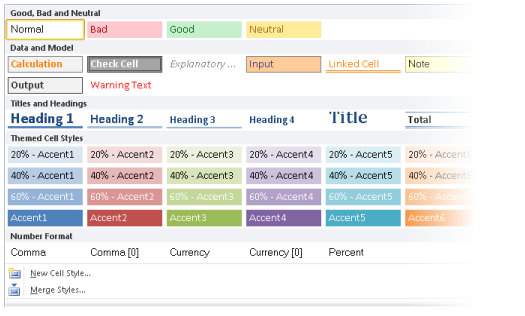 Good, Bad and Neutral
Normal Bad Good Neutral
Data and Model
Calculation Check Cell Explanatory ... Input Linked Cell Note
Output Warning Text
Titles and Headings
Heading 1 Heading 2 Heading 3 Heading 4 Title Total
Themed Cell Styles
20% - Accent1 20% - Accent2 20% - Accent3 20% - Accent4 20% - Accent5 20% - Accent6
40% - Accent1 40% - Accent2 40% - Accent3 40% - Accent4 40% - Accent5 40% - Accent6
60% - Accent1 60% - Accent2 60% - Accent3 60% - Accent4 60% - Accent5 60% - Accent6
Accent1 Accent2 Accent3 Accent4 Accent5 Accent6
Number Format
Comma Comma [0] Currency Currency [0] Percent
New Cell Style...
Merge Styles...